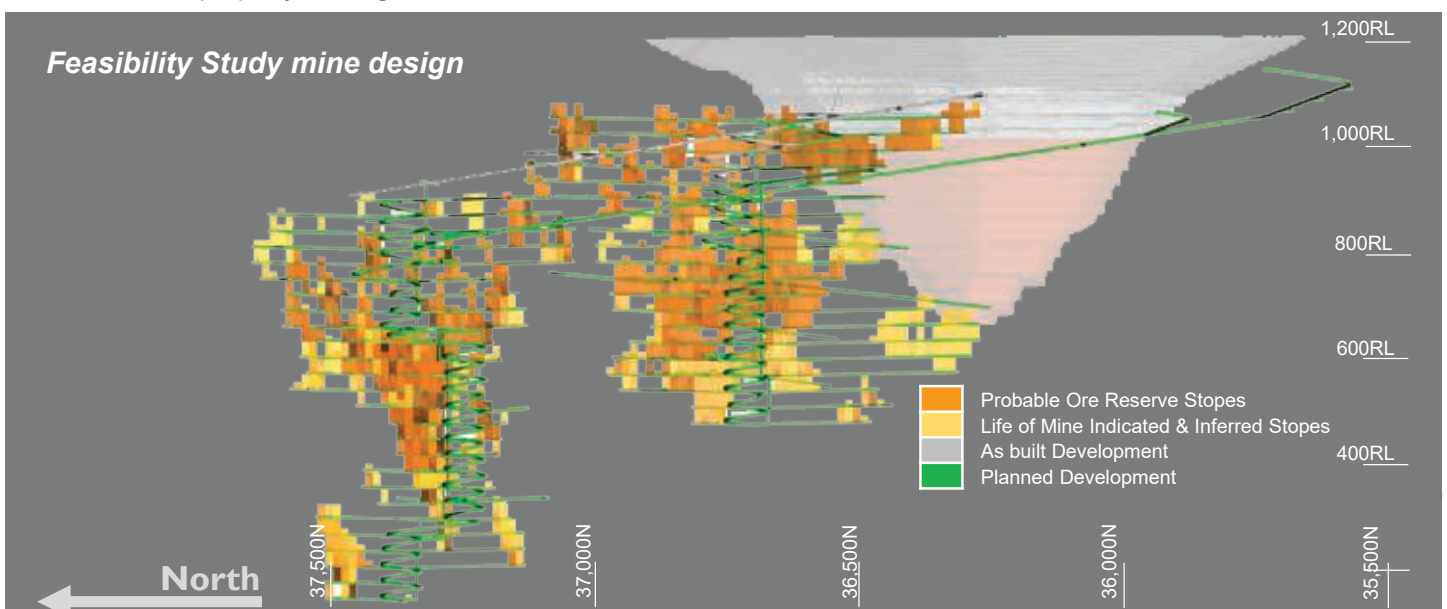 Feasibility Study mine design
1,200RL
1,000RL
800RL
600RL
Probable Ore Reserve Stopes
Life of Mine Indicated & Inferred Stopes
As built Development
Planned Development
400RL
North
37,500N
37,000N
36,500N
36,000N
35,500N